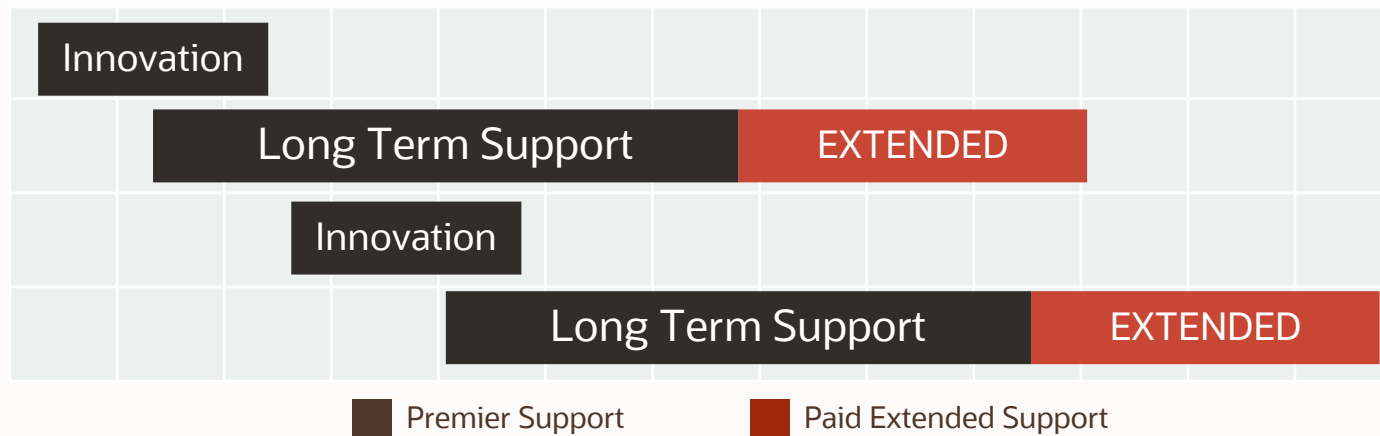 Innovation
Long Term Support EXTENDED
Innovation
Long Term Support EXTENDED
Premier Support Paid Extended Support